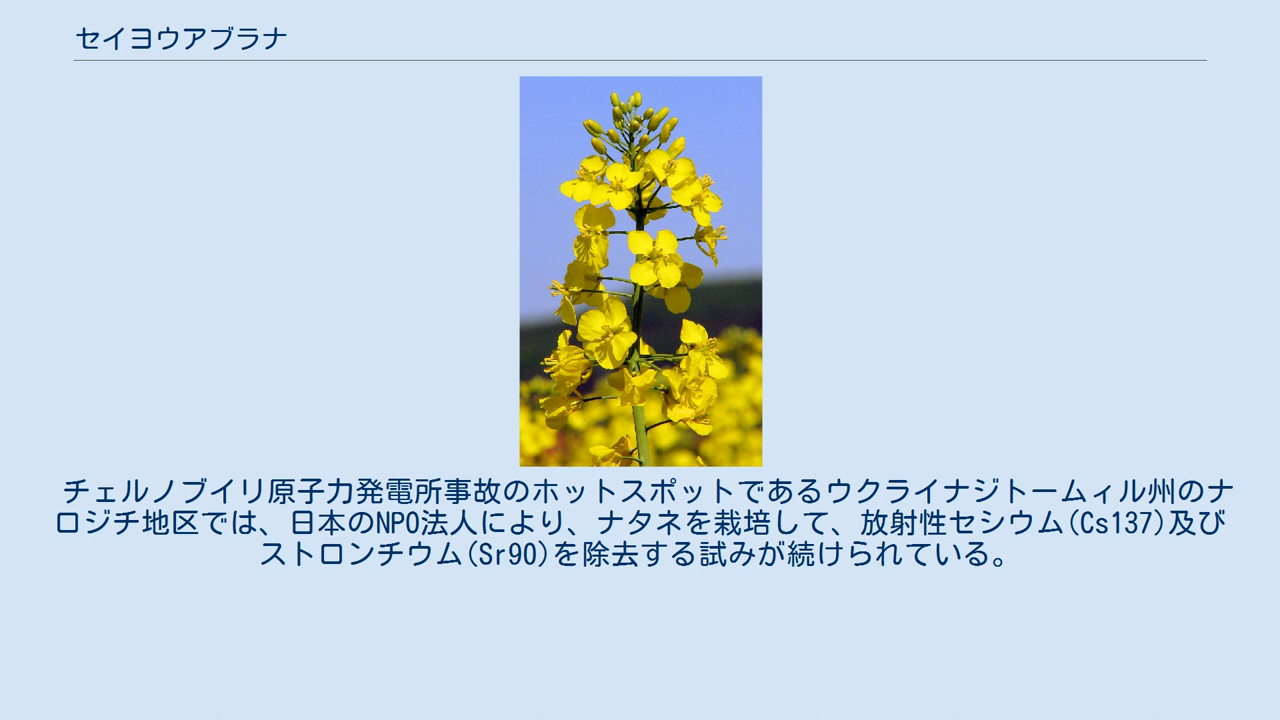 セイヨウアブラナ
チェルノブイリ原子力発電所事故のホットスポットであるウクライナジトームィル州のナ
ロジチ地区では、日本のNPO法人により、ナタネを栽培して、放射性セシウム(Cs137)及び
ストロンチウム(Sr90)を除去する試みが続けられている。